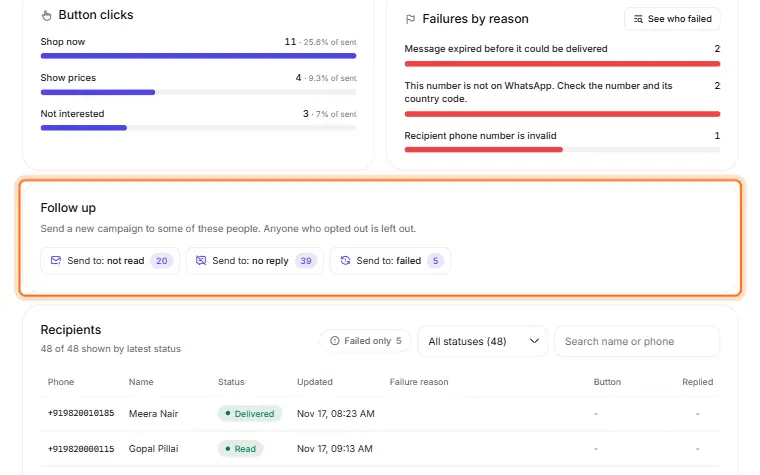 Button clicks
Shop now 11 · 25.6% of sent
Show prices 4 · 9.3% of sent
Not interested 3 · 7% of sent
Failures by reason
See who failed
Message expired before it could be delivered 2
This number is not on WhatsApp. Check the number and its 2
country code.
Recipient phone number is invalid 1
Follow up
Send a new campaign to some of these people. Anyone who opted out is left out.
Send to: not read 20
Send to: no reply 39
Send to: failed 5
Recipients
48 of 48 shown by latest status
Failed only 5
All statuses (48)
Search name or phone
Phone Name Status Updated Failure reason Button Replied
+919820010185 Meera Nair Delivered Nov 17, 08:23 AM - -
+919820000115 Gopal Pillai Read Nov 17, 09:13 AM - -